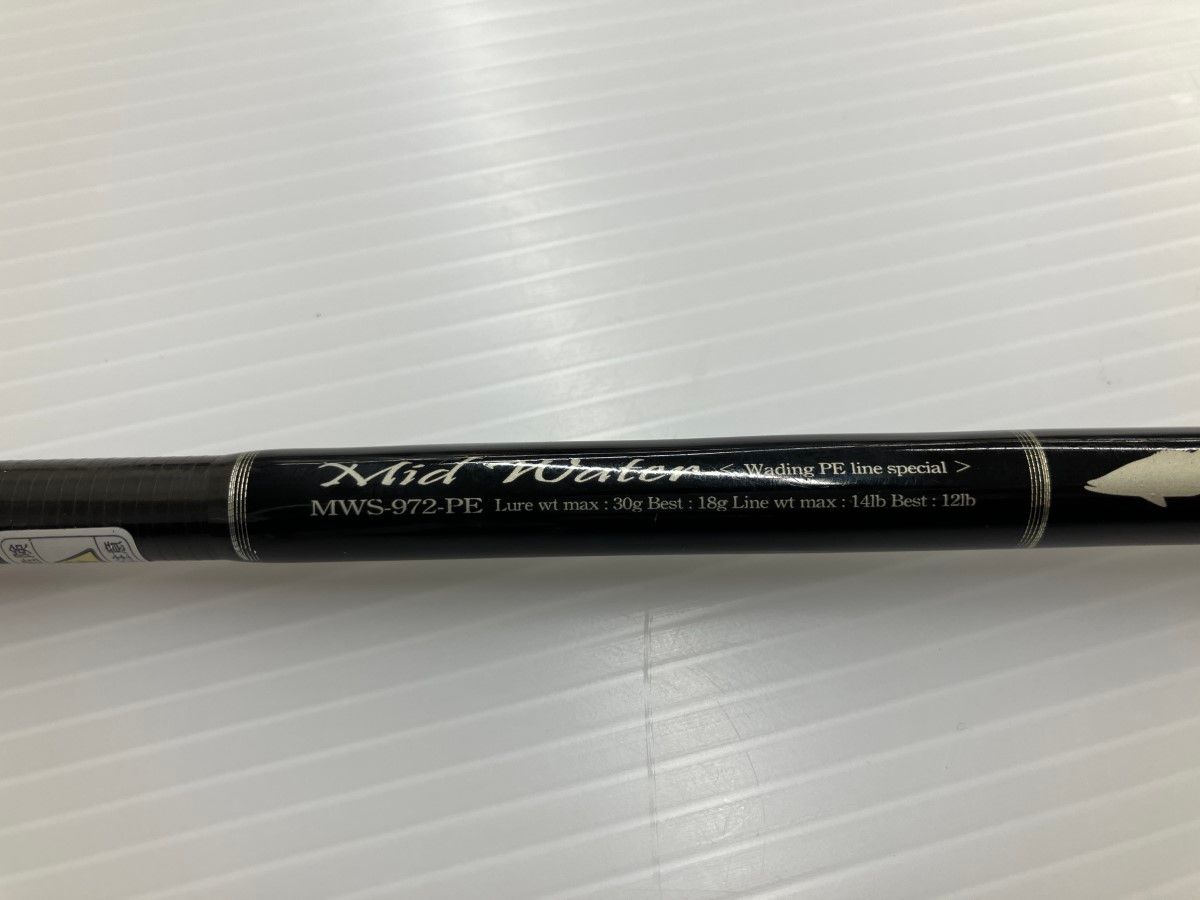 Mid Water < Wading PE line special >
MWS-972-PE Lure wt max : 30g Best : 18g Line wt max : 14lb Best : 12lb